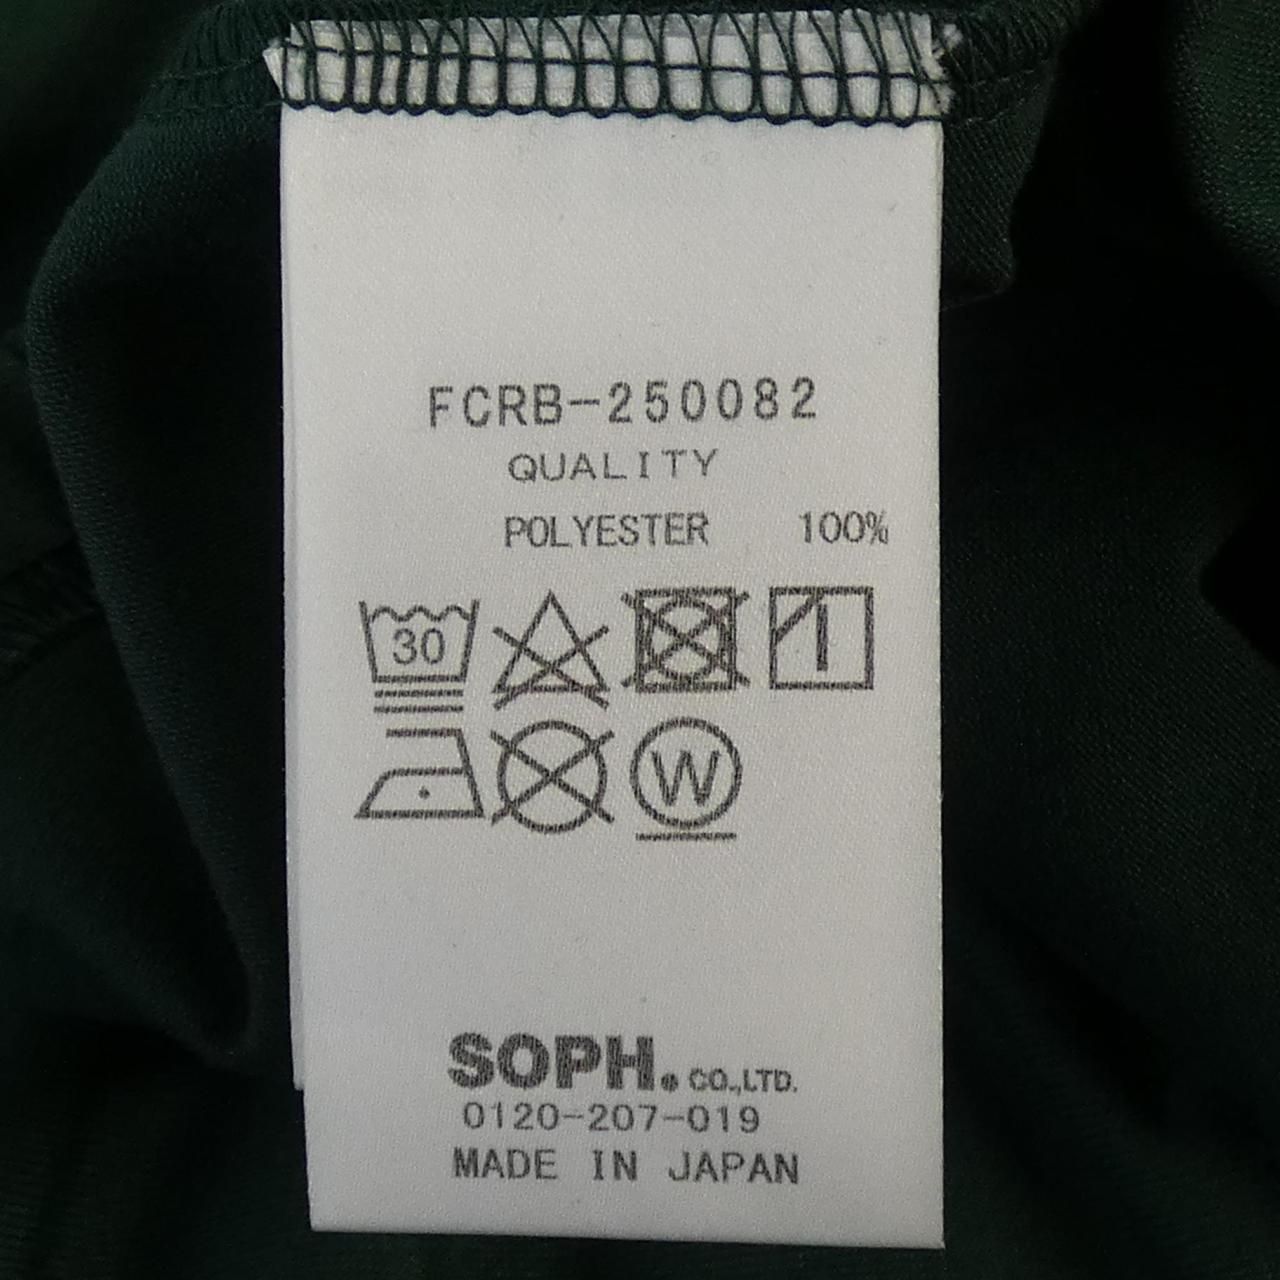 FCRB-250082
QUALITY
POLYESTER 100%
30
W
SOPH. CO.,LTD.
0120-207-019
MADE IN JAPAN